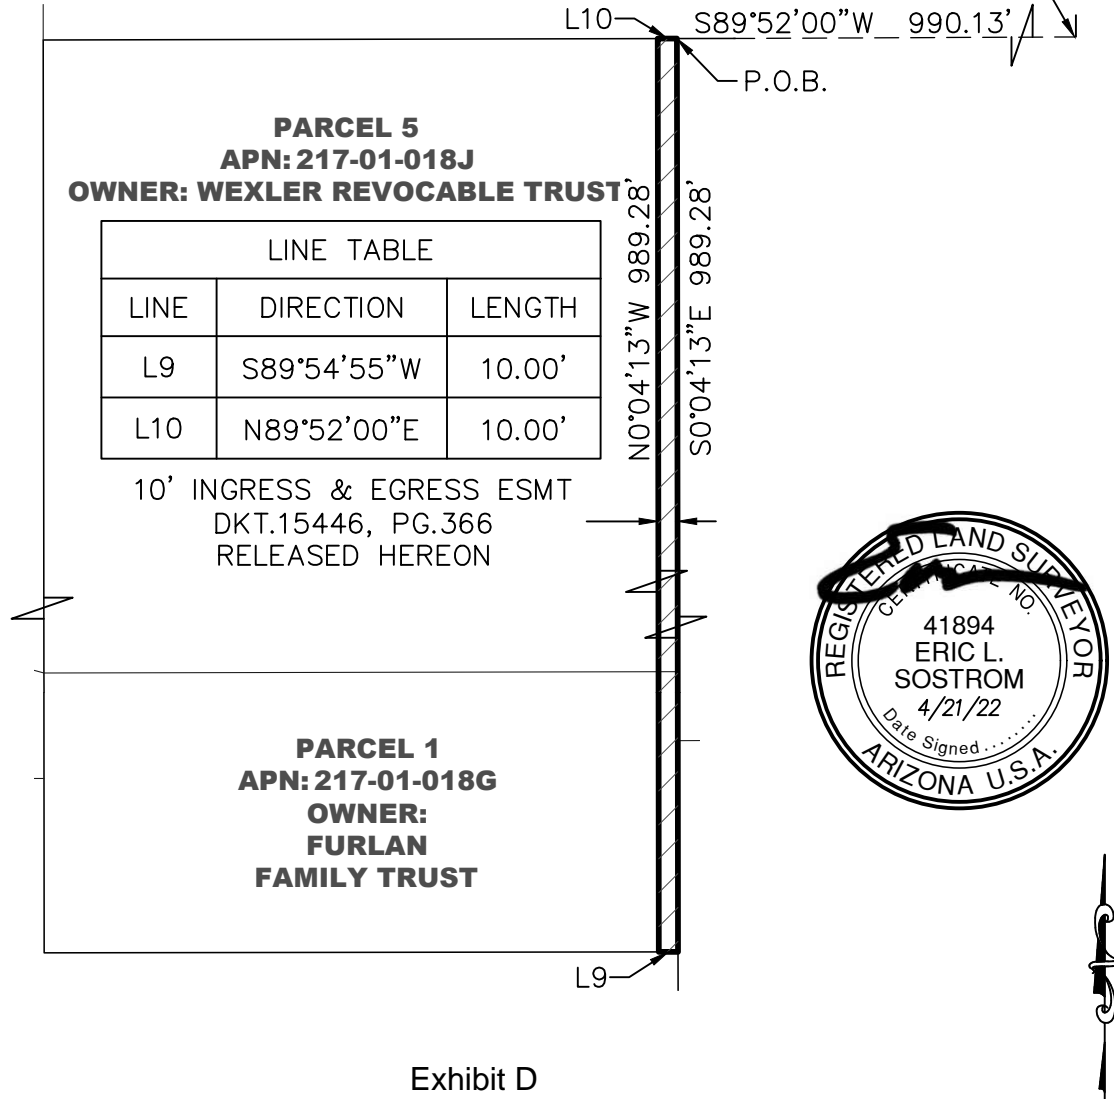 L10
S89°52'00"W 990.13'
P.O.B.
PARCEL 5
APN: 217-01-018J
OWNER: WEXLER REVOCABLE TRUST
N0°04'13"W 989.28'
S0°04'13"E 989.28'
LINE TABLE
LINE DIRECTION LENGTH
L9 S89°54'55"W 10.00'
L10 N89°52'00"E 10.00'
10' INGRESS & EGRESS ESMT
DKT.15446, PG.366
RELEASED HEREON
REGISTERED LAND SURVEYOR
CERTIFICATE NO.
41894
ERIC L.
SOSTROM
4/21/22
Date Signed ........
ARIZONA U.S.A.
PARCEL 1
APN: 217-01-018G
OWNER:
FURLAN
FAMILY TRUST
L9
Exhibit D